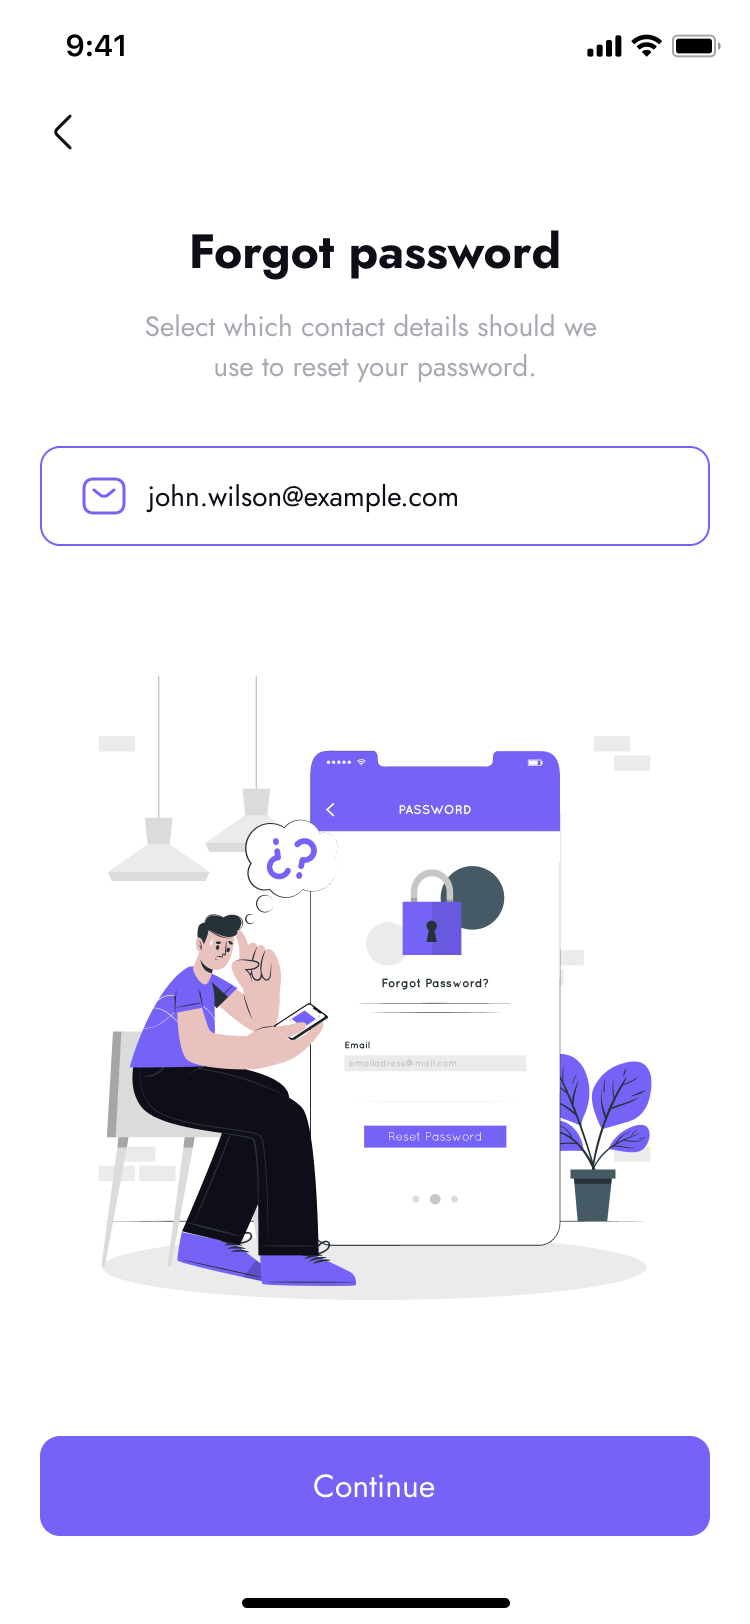 9:41
Forgot password
Select which contact details should we
use to reset your password.
john.wilson@example.com
PASSWORD
¿?
Forgot Password?
Email
emailadress@mail.com
Reset Password
Continue